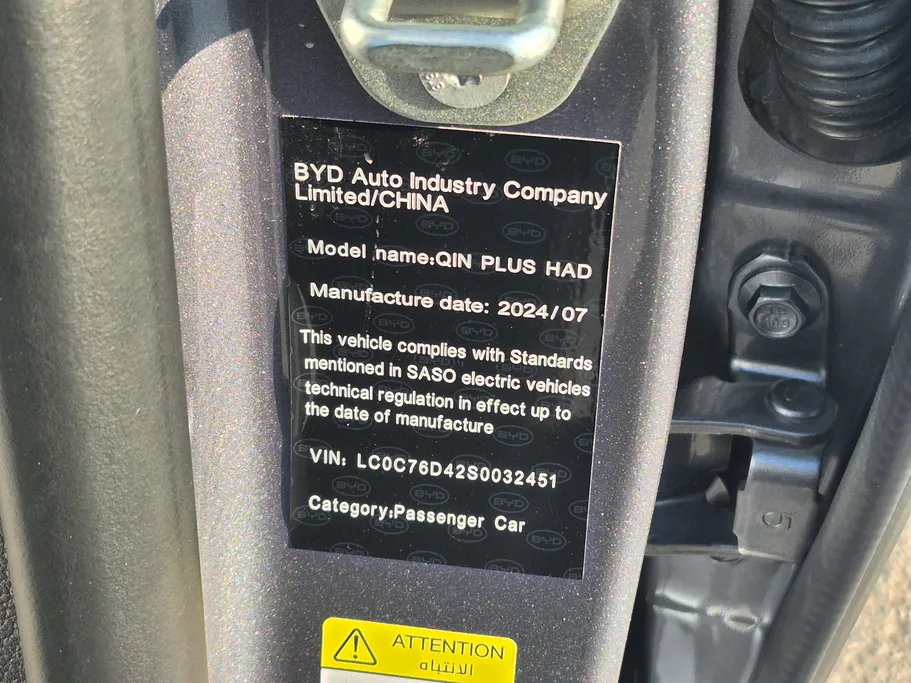 BYD Auto Industry Company
Limited/CHINA
Model name:QIN PLUS HAD
Manufacture date: 2024/07
This vehicle complies with Standards
mentioned in SASO electric vehicles
technical regulation in effect up to
the date of manufacture
VIN: LC0C76D42S0032451
Category:Passenger Car
ATTENTION
الانتباه
5